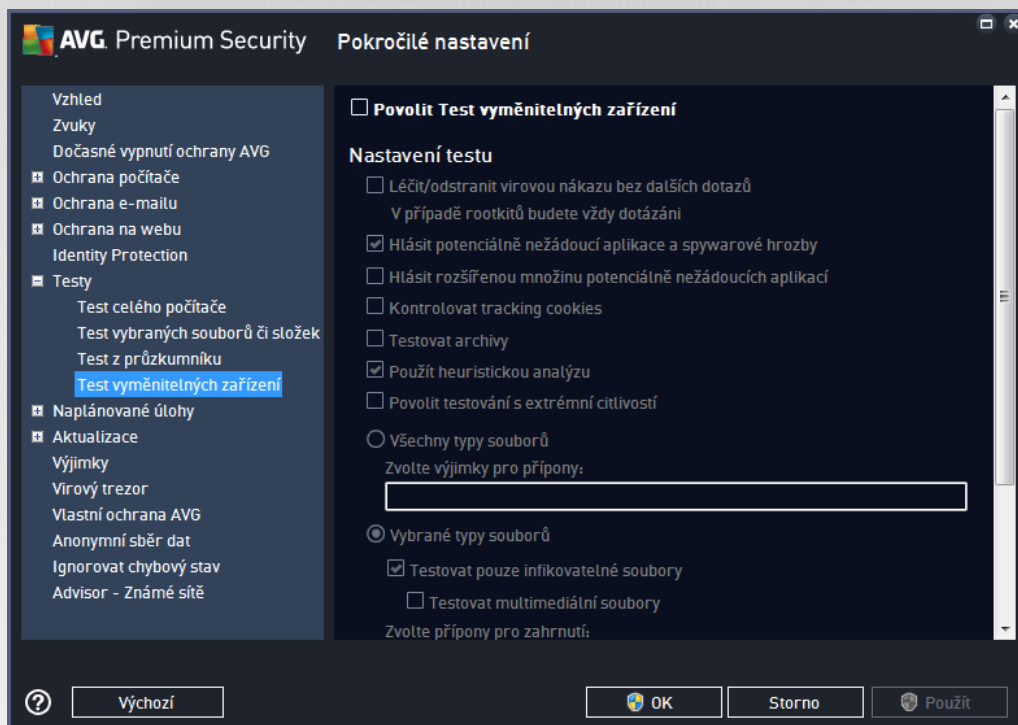 AVG. Premium Security
Pokročilé nastavení
Vzhled
Zvuky
Dočasné vypnutí ochrany AVG
Ochrana počítače
Ochrana e-mailu
Ochrana na webu
Identity Protection
Testy
Test celého počítače
Test vybraných souborů či složek
Test z průzkumníku
Test vyměnitelných zařízení
Naplánované úlohy
Aktualizace
Výjimky
Virový trezor
Vlastní ochrana AVG
Anonymní sběr dat
Ignorovat chybový stav
Advisor - Známé sítě
Povolit Test vyměnitelných zařízení
Nastavení testu
Léčit/odstranit virovou nákazu bez dalších dotazů
V případě rootkitů budete vždy dotázáni
Hlásit potenciálně nežádoucí aplikace a spywarové hrozby
Hlásit rozšířenou množinu potenciálně nežádoucích aplikací
Kontrolovat tracking cookies
Testovat archivy
Použít heuristickou analýzu
Povolit testování s extrémní citlivostí
Všechny typy souborů
Zvolte výjimky pro přípony:
Vybrané typy souborů
Testovat pouze infikovatelné soubory
Testovat multimediální soubory
Zvolte přípony pro zahrnutí:
Výchozí
OK
Storno
Použít